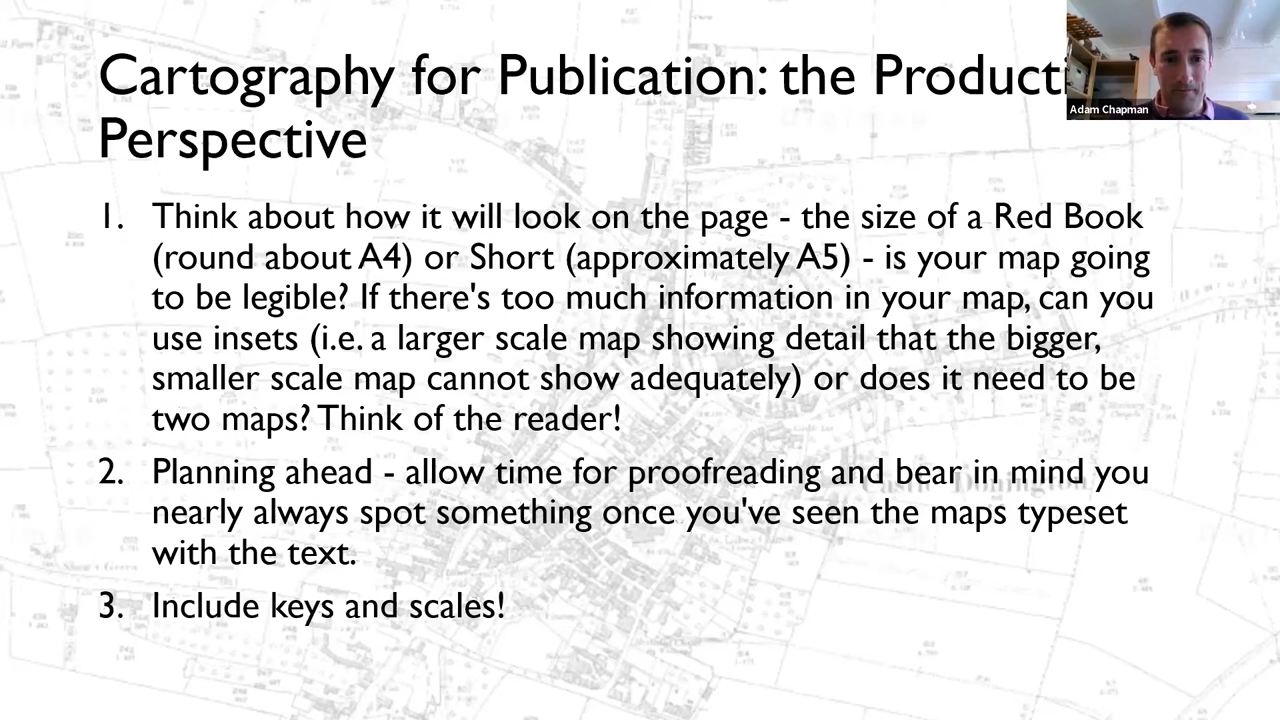 Cartography for Publication: the Producti
Perspective
Adam Chapman
1. Think about how it will look on the page - the size of a Red Book
(round about A4) or Short (approximately A5) - is your map going
to be legible? If there's too much information in your map, can you
use insets (i.e. a larger scale map showing detail that the bigger,
smaller scale map cannot show adequately) or does it need to be
two maps? Think of the reader!
2. Planning ahead - allow time for proofreading and bear in mind you
nearly always spot something once you've seen the maps typeset
with the text.
3. Include keys and scales!